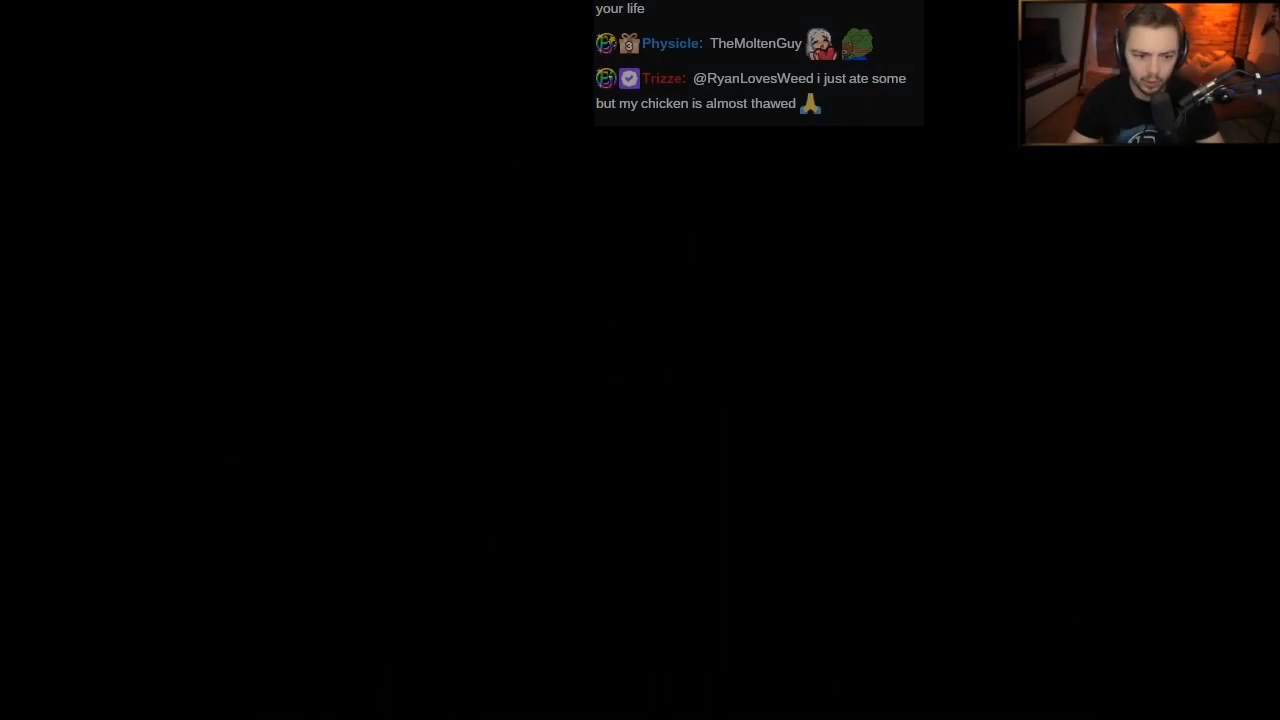 your life
Physicle: TheMoltenGuy
Trizze: @RyanLovesWeed i just ate some
but my chicken is almost thawed